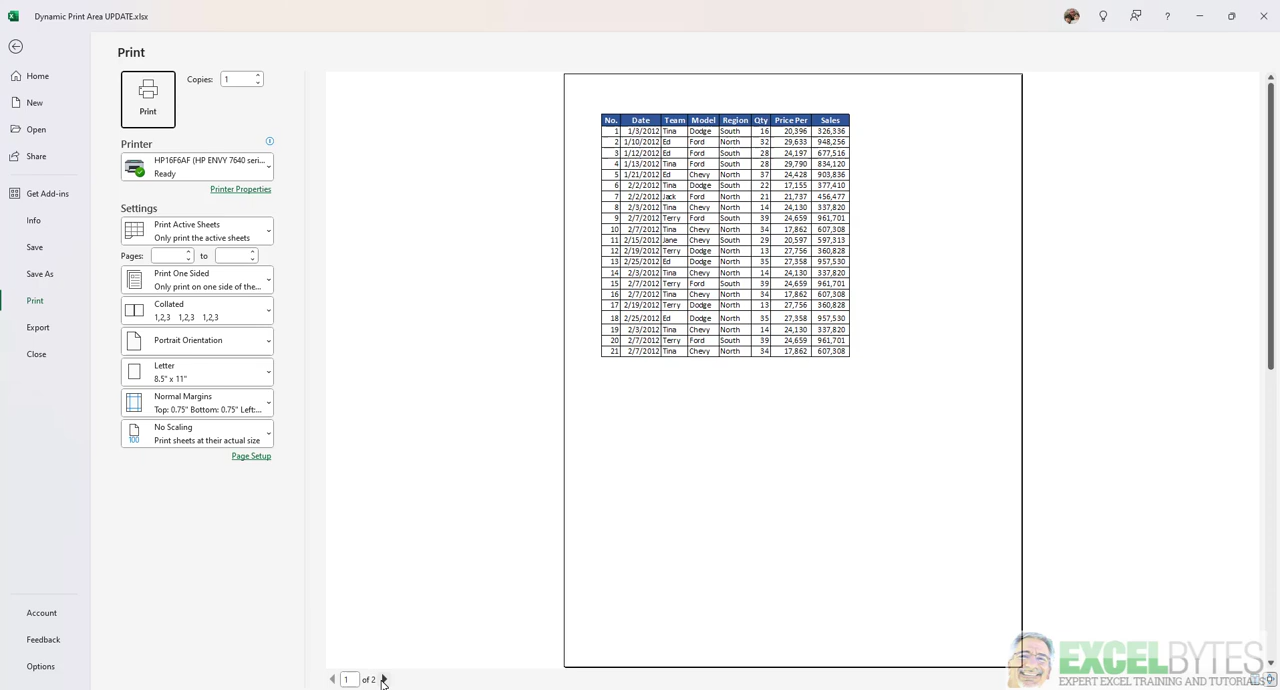 Dynamic Print Area UPDATE.xlsx
?
Print
Home
New
Open
Share
Get Add-ins
Info
Save
Save As
Print
Export
Close
Account
Feedback
Options
Print
Copies: 1
Printer
HP16F6AF (HP ENVY 7640 seri...
Ready
Printer Properties
Settings
Print Active Sheets
Only print the active sheets
Pages: to
Print One Sided
Only print on one side of the...
Collated
1,2,3 1,2,3 1,2,3
Portrait Orientation
Letter
8.5" x 11"
Normal Margins
Top: 0.75" Bottom: 0.75" Left:...
No Scaling
100
Print sheets at their actual size
Page Setup
No. Date Team Model Region Qty Price Per Sales
1 1/3/2012 Tina Dodge South 16 20,396 326,336
2 1/10/2012 Ed Ford North 32 29,633 948,256
3 1/12/2012 Ed Ford South 28 24,197 677,516
4 1/13/2012 Tina Ford South 28 29,790 834,120
5 1/21/2012 Ed Chevy North 37 24,428 903,836
6 2/2/2012 Tina Dodge South 22 17,155 377,410
7 2/2/2012 Jack Ford North 21 21,737 456,477
8 2/3/2012 Tina Chevy North 14 24,130 337,820
9 2/7/2012 Terry Ford South 39 24,659 961,701
10 2/7/2012 Tina Chevy North 34 17,862 607,308
11 2/15/2012 Jane Chevy South 29 20,597 597,313
12 2/19/2012 Terry Dodge North 13 27,756 360,828
13 2/25/2012 Ed Dodge North 35 27,358 957,530
14 2/3/2012 Tina Chevy North 14 24,130 337,820
15 2/7/2012 Terry Ford South 39 24,659 961,701
16 2/7/2012 Tina Chevy North 34 17,862 607,308
17 2/19/2012 Terry Dodge North 13 27,756 360,828
18 2/25/2012 Ed Dodge North 35 27,358 957,530
19 2/3/2012 Tina Chevy North 14 24,130 337,820
20 2/7/2012 Terry Ford South 39 24,659 961,701
21 2/7/2012 Tina Chevy North 34 17,862 607,308
1 of 2
EXCELBYTES
EXPERT EXCEL TRAINING AND TUTORIALS